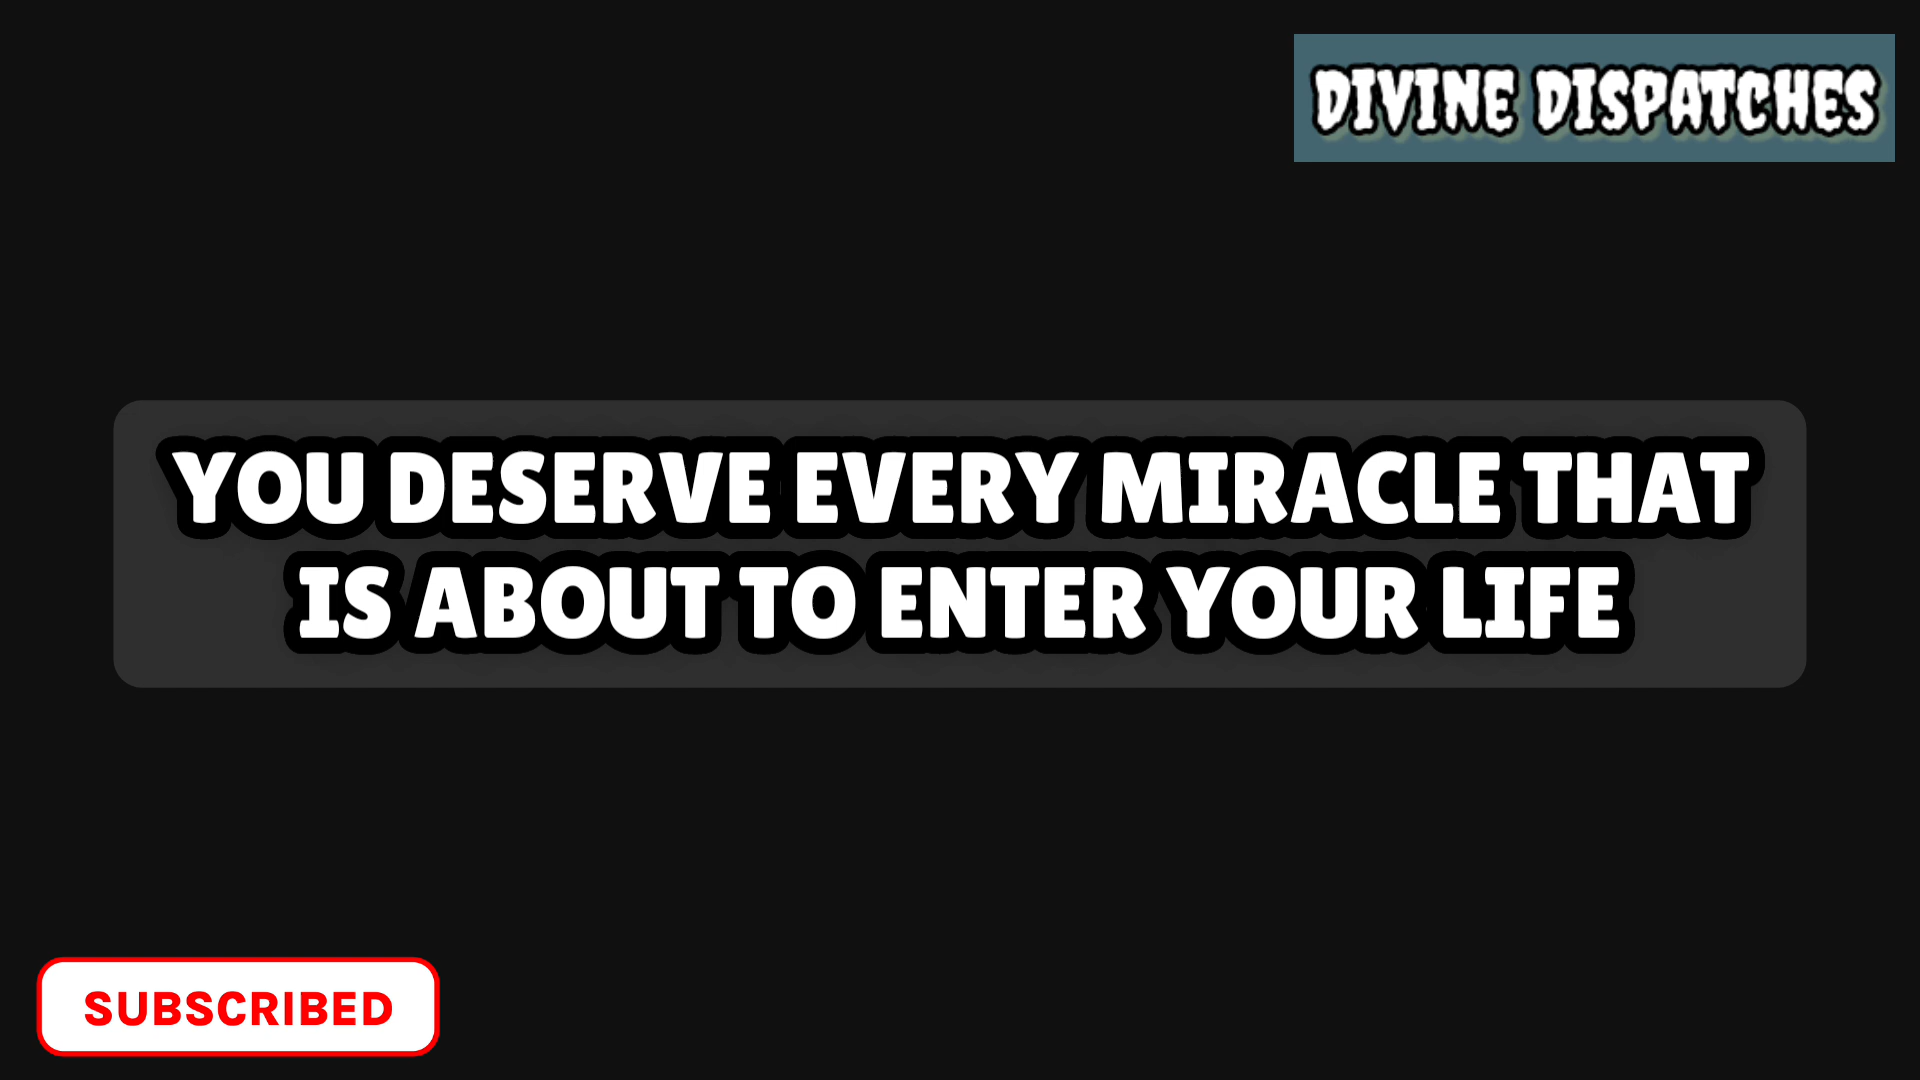 DIVINE DISPATCHES
YOU DESERVE EVERY MIRACLE THAT
IS ABOUT TO ENTER YOUR LIFE
SUBSCRIBED